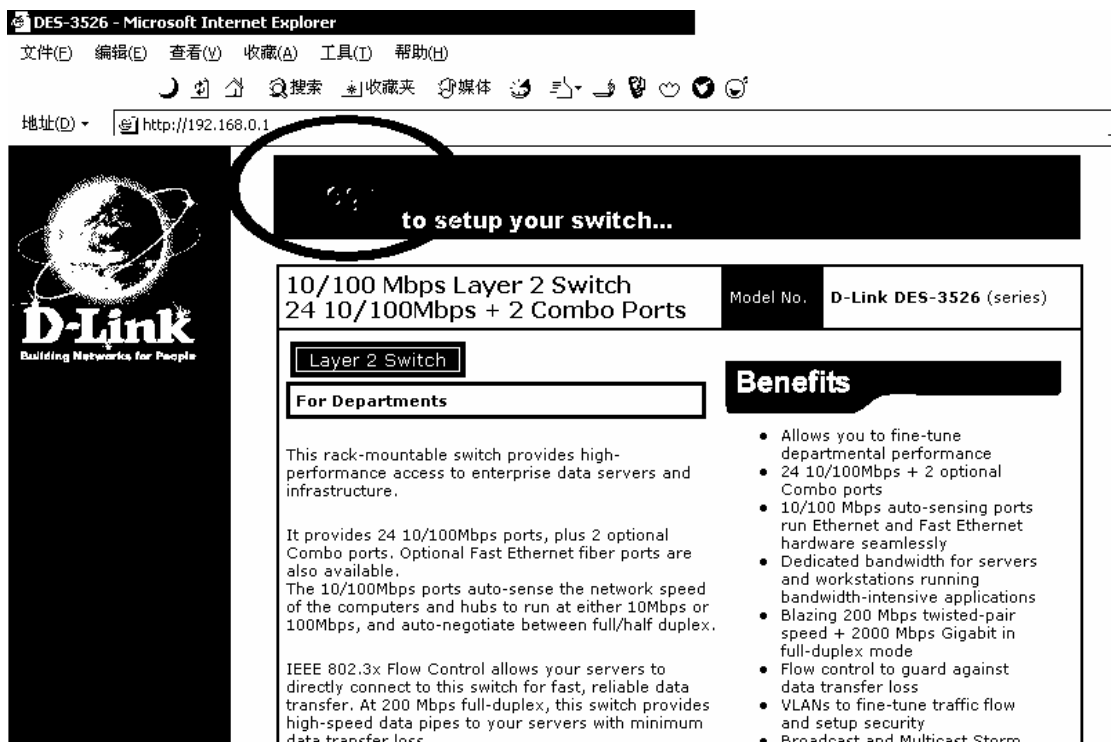 DES-3526 - Microsoft Internet Explorer
文件(F) 编辑(E) 查看(V) 收藏(A) 工具(T) 帮助(H)
搜索 收藏夹 媒体
地址(D) http://192.168.0.1
to setup your switch...
D-Link
Building Networks for People
10/100 Mbps Layer 2 Switch
24 10/100Mbps + 2 Combo Ports
Model No. D-Link DES-3526 (series)
Layer 2 Switch
For Departments
This rack-mountable switch provides high-
performance access to enterprise data servers and
infrastructure.
It provides 24 10/100Mbps ports, plus 2 optional
Combo ports. Optional Fast Ethernet fiber ports are
also available.
The 10/100Mbps ports auto-sense the network speed
of the computers and hubs to run at either 10Mbps or
100Mbps, and auto-negotiate between full/half duplex.
IEEE 802.3x Flow Control allows your servers to
directly connect to this switch for fast, reliable data
transfer. At 200 Mbps full-duplex, this switch provides
high-speed data pipes to your servers with minimum
data transfer loss
Benefits
• Allows you to fine-tune
departmental performance
• 24 10/100Mbps + 2 optional
Combo ports
• 10/100 Mbps auto-sensing ports
run Ethernet and Fast Ethernet
hardware seamlessly
• Dedicated bandwidth for servers
and workstations running
bandwidth-intensive applications
• Blazing 200 Mbps twisted-pair
speed + 2000 Mbps Gigabit in
full-duplex mode
• Flow control to guard against
data transfer loss
• VLANs to fine-tune traffic flow
and setup security
• Broadcast and Multicast Storm